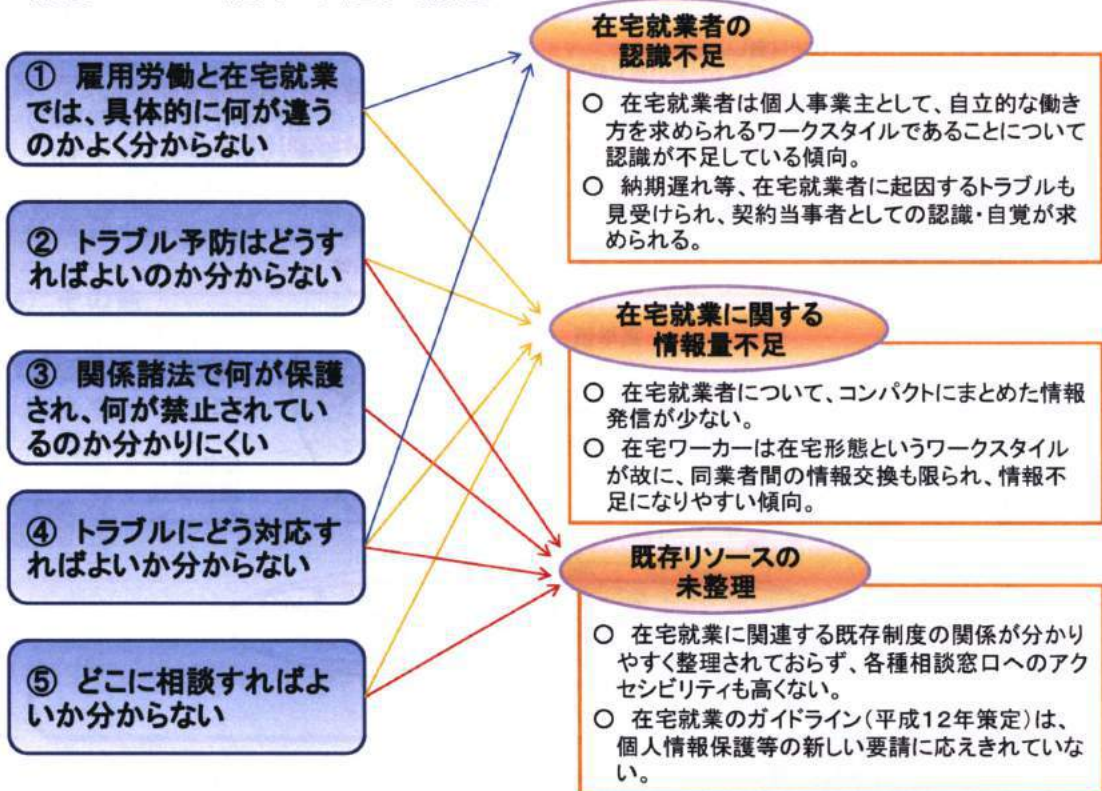 ① 雇用労働と在宅就業
では、具体的に何が違う
のかよく分からない
② トラブル予防はどうす
ればよいのか分からない
③ 関係諸法で何が保護
され、何が禁止されてい
るのか分かりにくい
④ トラブルにどう対応す
ればよいか分からない
⑤ どこに相談すればよ
いか分からない
在宅就業者の
認識不足
○ 在宅就業者は個人事業主として、自立的な働き
方を求められるワークスタイルであることについて
認識が不足している傾向。
○ 納期遅れ等、在宅就業者に起因するトラブルも
見受けられ、契約当事者としての認識・自覚が求
められる。
在宅就業に関する
情報量不足
○ 在宅就業者について、コンパクトにまとめた情報
発信が少ない。
○ 在宅ワーカーは在宅形態というワークスタイル
が故に、同業者間の情報交換も限られ、情報不
足になりやすい傾向。
既存リソースの
未整理
○ 在宅就業に関連する既存制度の関係が分かり
やすく整理されておらず、各種相談窓口へのアク
セシビリティも高くない。
○ 在宅就業のガイドライン(平成12年策定)は、
個人情報保護等の新しい要請に応えきれていな
い。